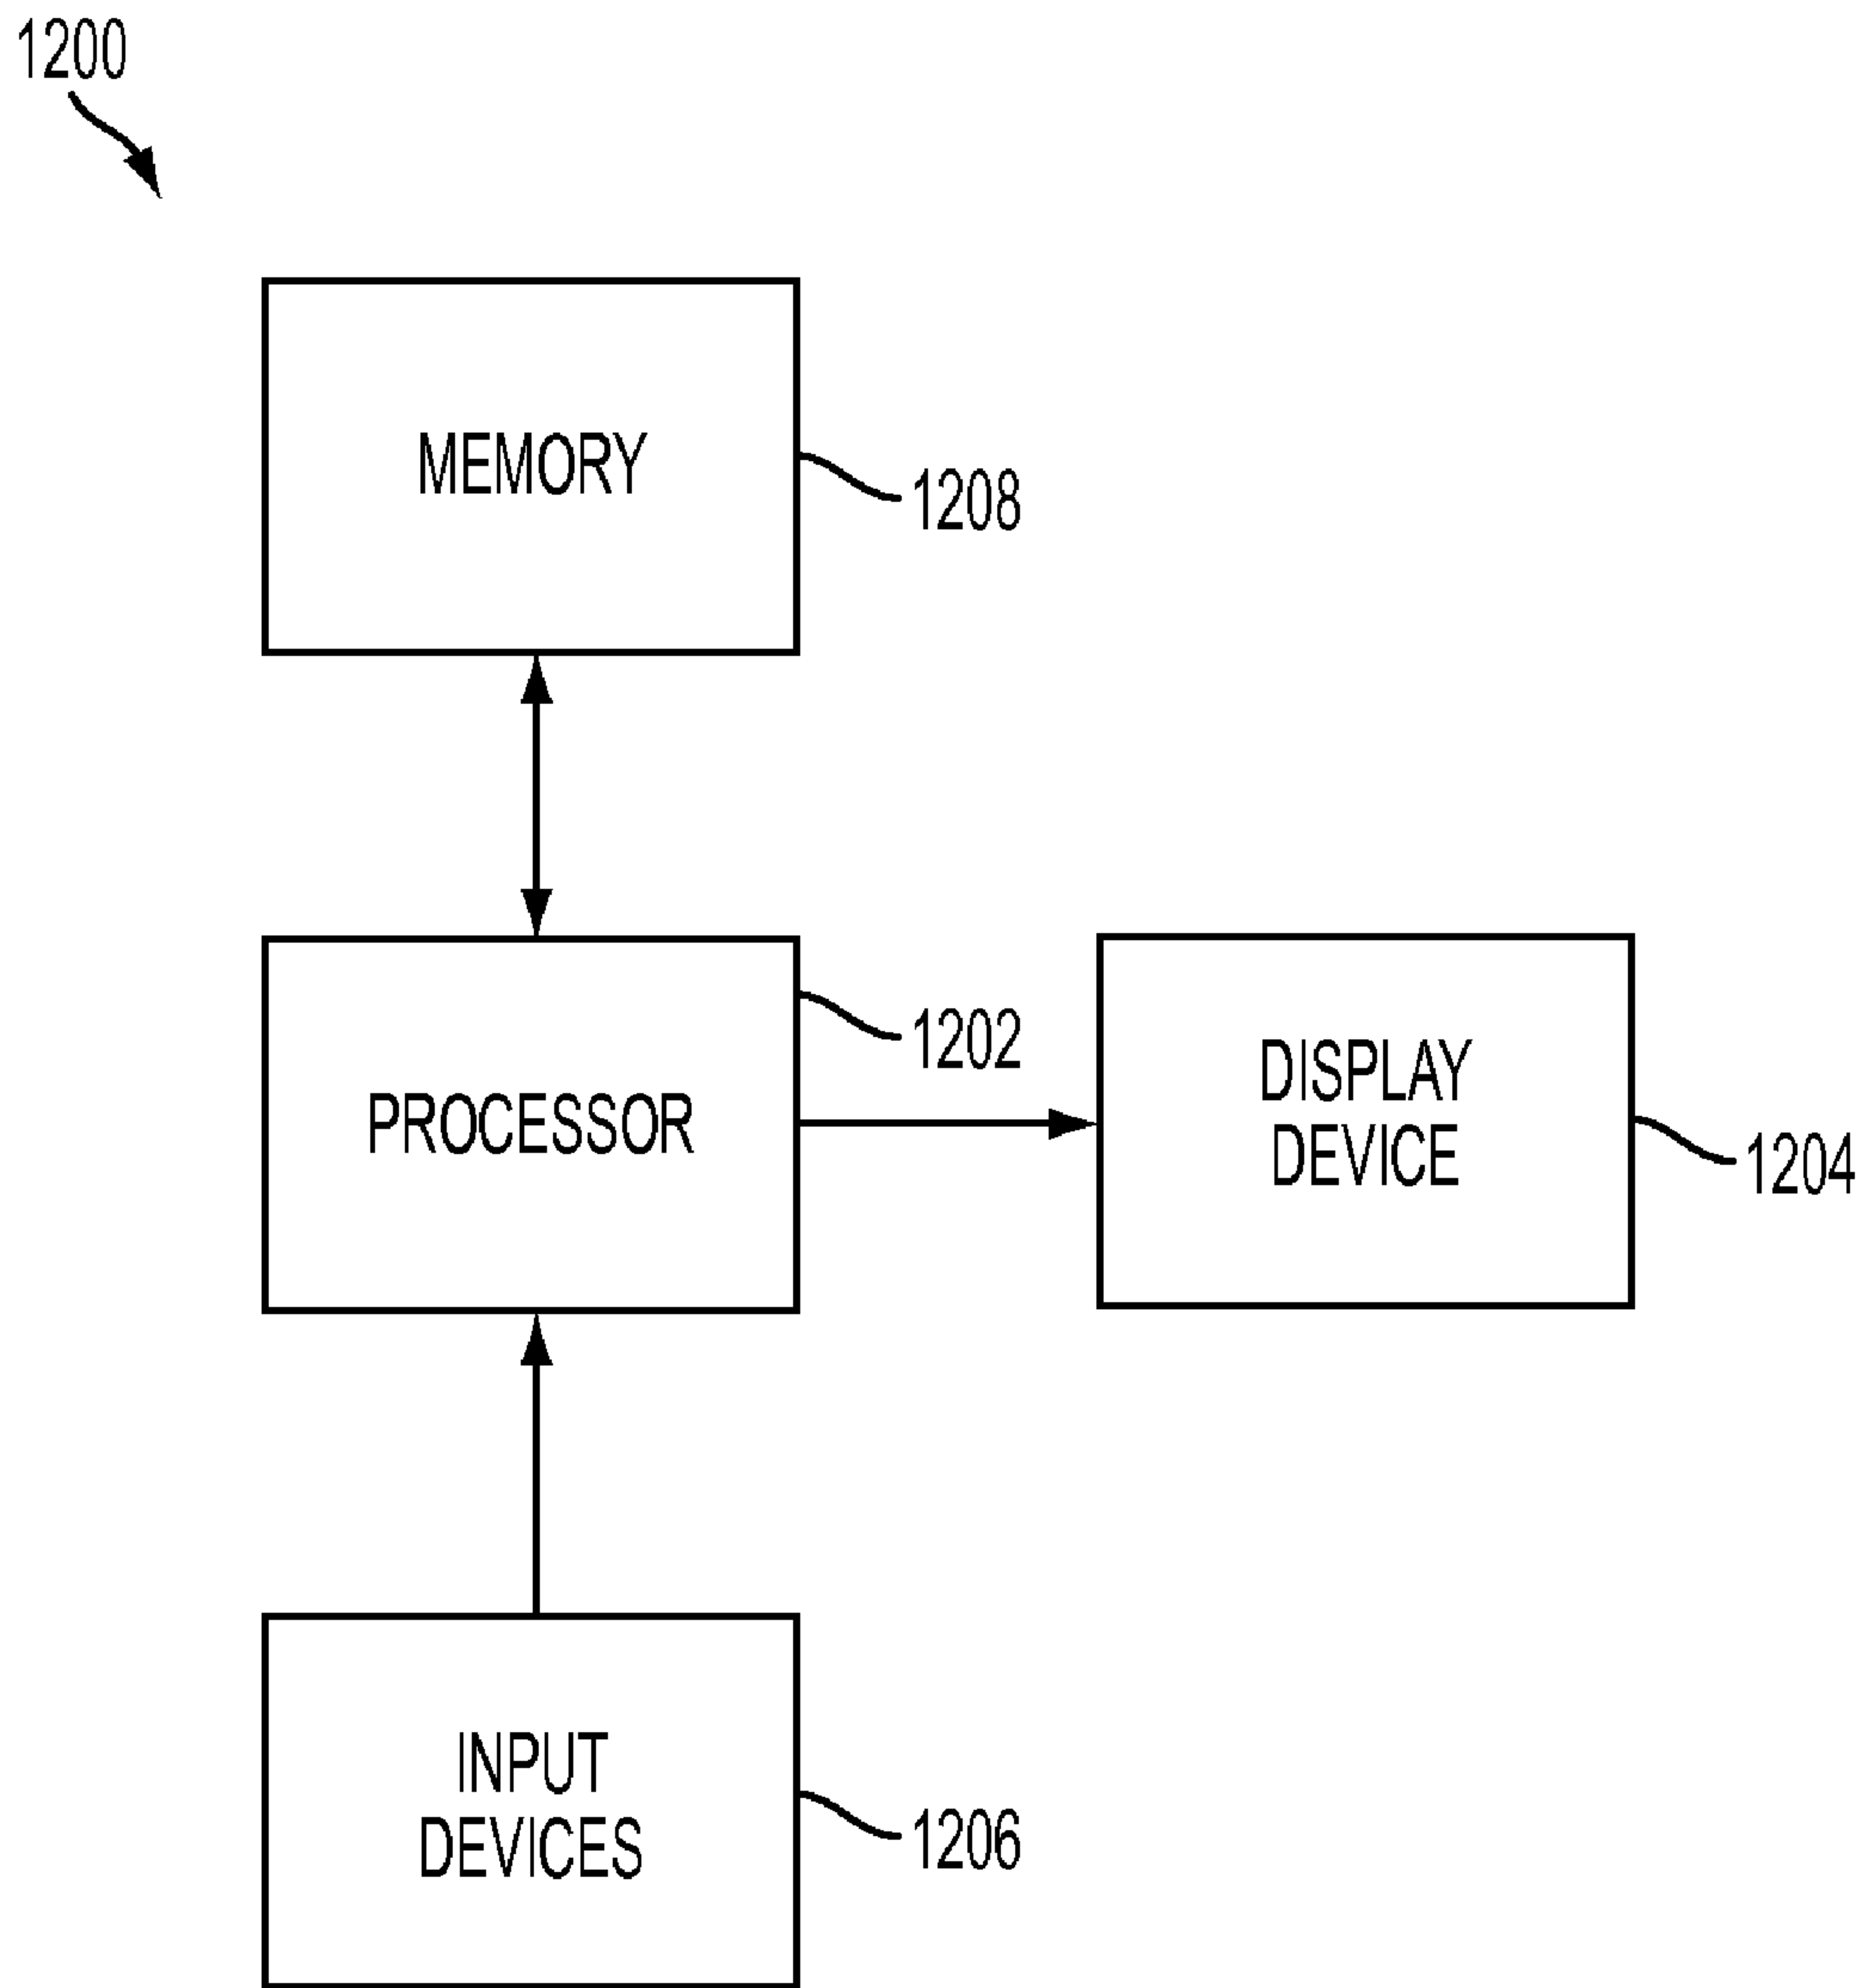 1200
MEMORY
1208
PROCESSOR
1202
DISPLAY
DEVICE
1204
INPUT
DEVICES
1206